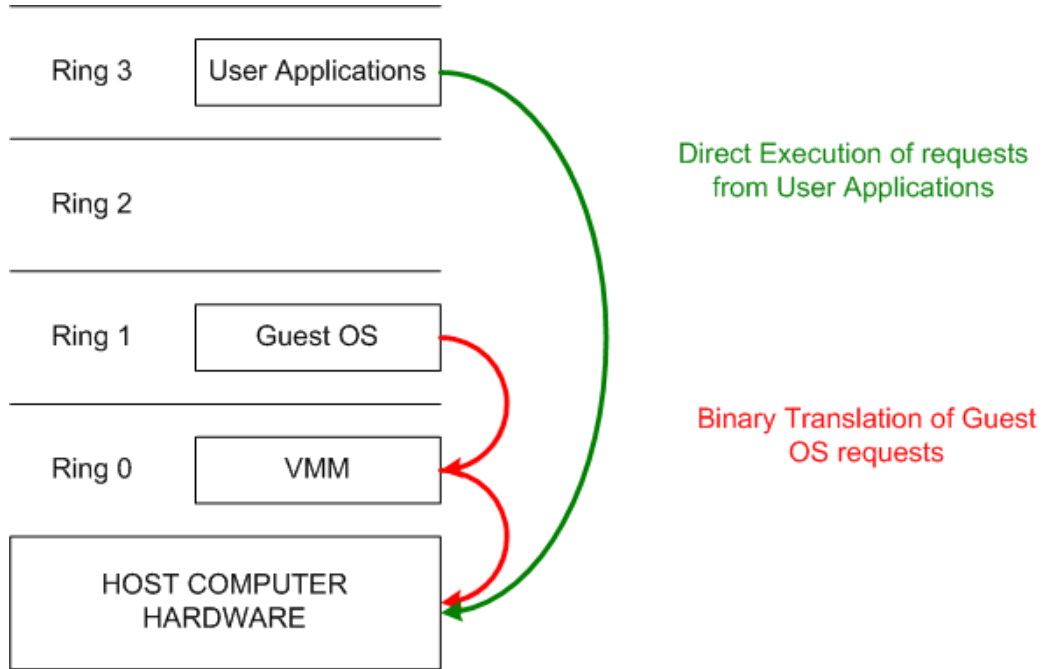 Ring 3
User Applications
Direct Execution of requests
from User Applications
Ring 2
Ring 1
Guest OS
Binary Translation of Guest
OS requests
Ring 0
VMM
HOST COMPUTER
HARDWARE